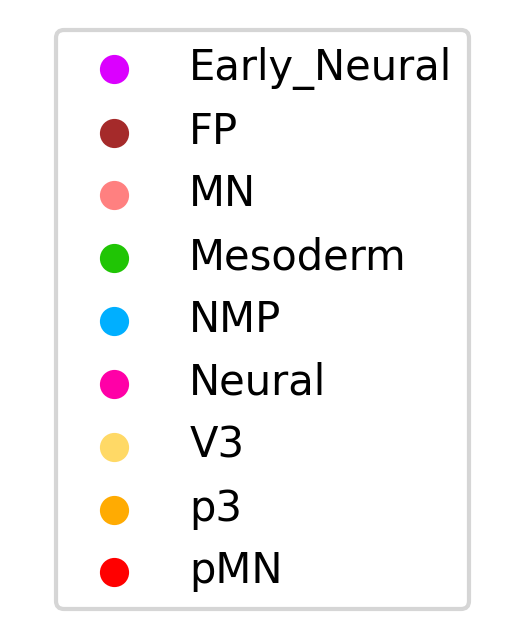 Early_Neural
FP
MN
Mesoderm
NMP
Neural
V3
p3
pMN